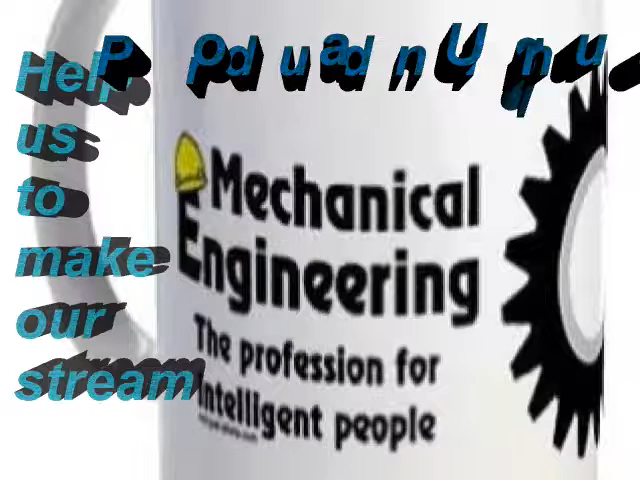 Help
us
to
make
our
stream
Mechanical
Engineering
The profession for
Intelligent people